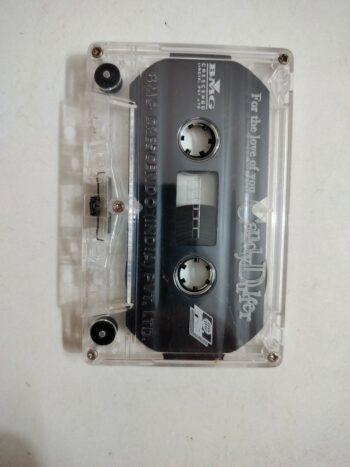 BMG
CRESCENDO
For the love of you
Candy Dulfer
BMG CRESCENDO (INDIA) PVT. LTD.